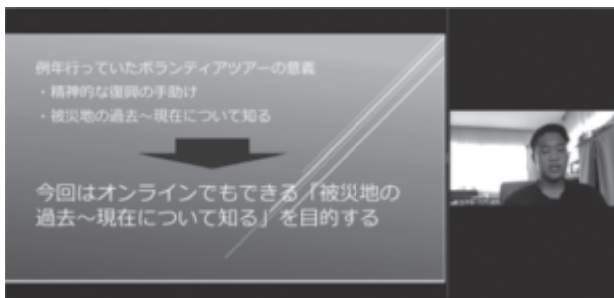 例年行っていたボランティアツアーの意義
・精神的な復興の手助け
・被災地の過去～現在について知る
今回はオンラインでもできる「被災地の
過去～現在について知る」を目的する